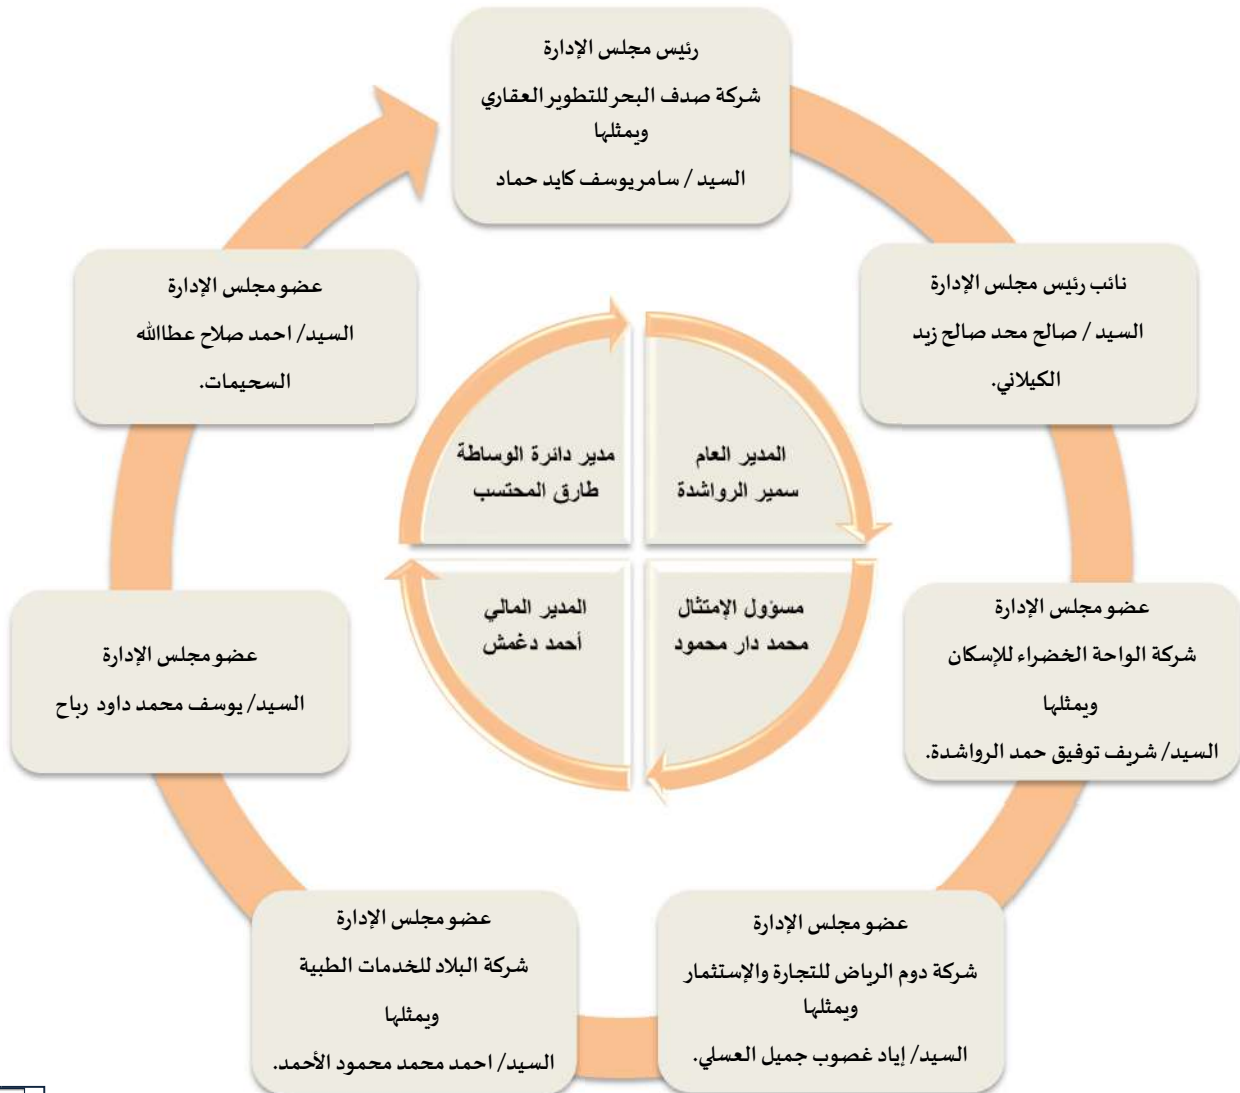 رئيس مجلس الإدارة
شركة صدف البحر للتطوير العقاري
ويمثلها
السيد / سامر يوسف كايد حماد
نائب رئيس مجلس الإدارة
السيد / صالح محمد صالح زيد
الكيلاني.
عضو مجلس الإدارة
شركة الواحة الخضراء للإسكان
ويمثلها
السيد/ شريف توفيق حمد الرواشدة.
عضو مجلس الإدارة
شركة دوم الرياض للتجارة والإستثمار
ويمثلها
السيد/ إياد غصوب جميل العسلي.
عضو مجلس الإدارة
شركة البلاد للخدمات الطبية
ويمثلها
السيد/ احمد محمد محمود الأحمد.
عضو مجلس الإدارة
السيد/ يوسف محمد داود رباح
عضو مجلس الإدارة
السيد/ احمد صلاح عطاالله
السحيمات.
المدير العام
سمير الرواشدة
مسؤول الإمتثال
محمد دار محمود
المدير المالي
أحمد دغمش
مدير دائرة الوساطة
طارق المحتسب